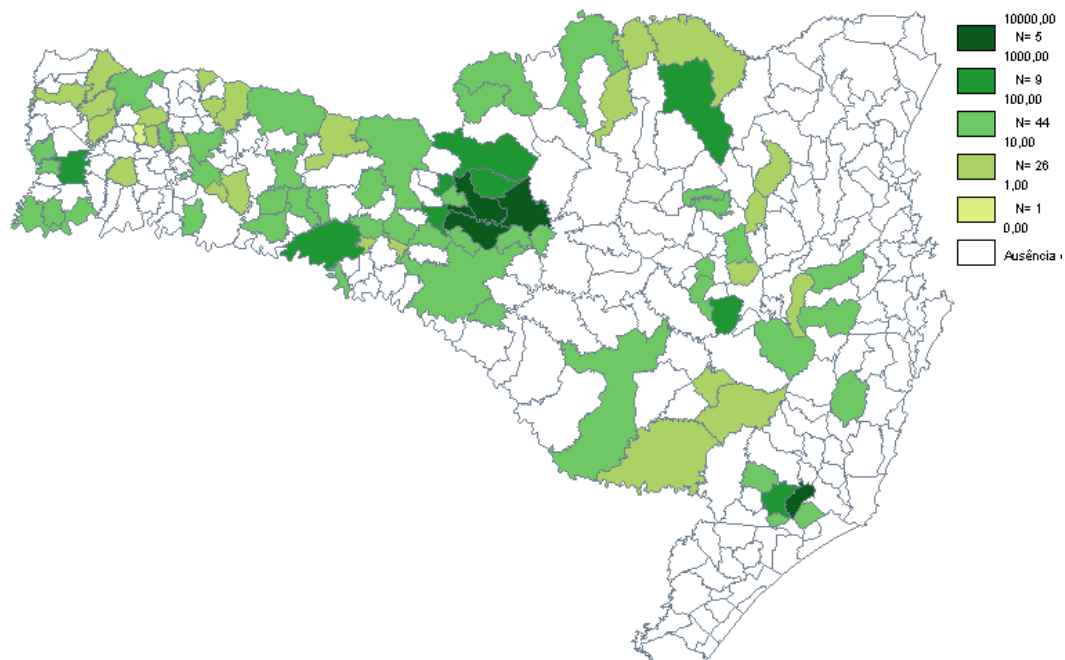 10000,00
N= 5
1000,00
N= 9
100,00
N= 44
10,00
N= 26
1,00
N= 1
0,00
Ausência